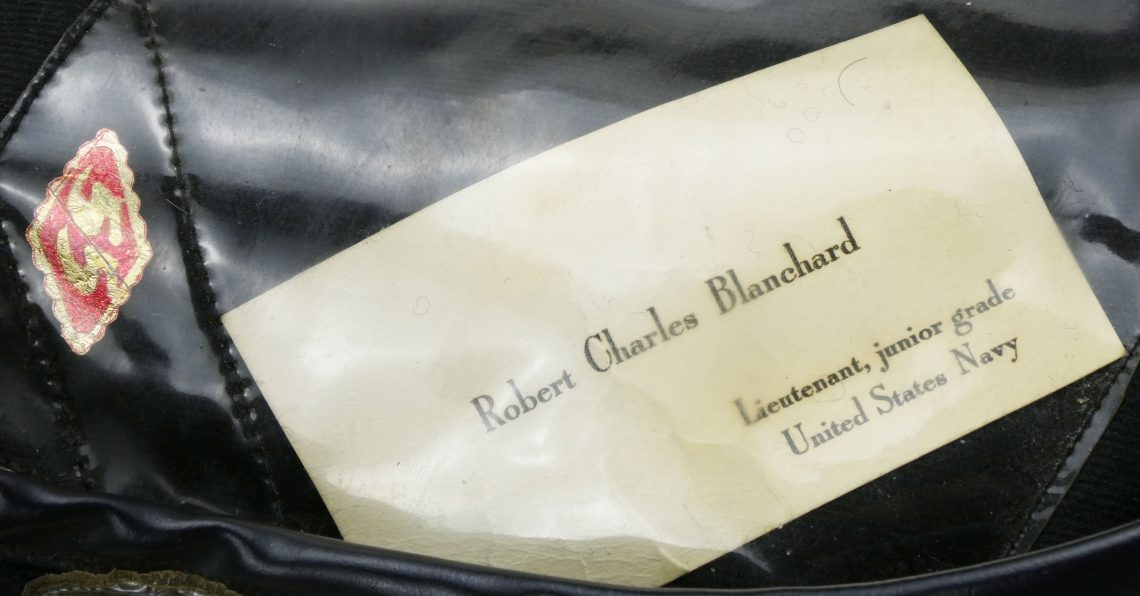 Robert Charles Blanchard
Lieutenant, junior grade
United States Navy